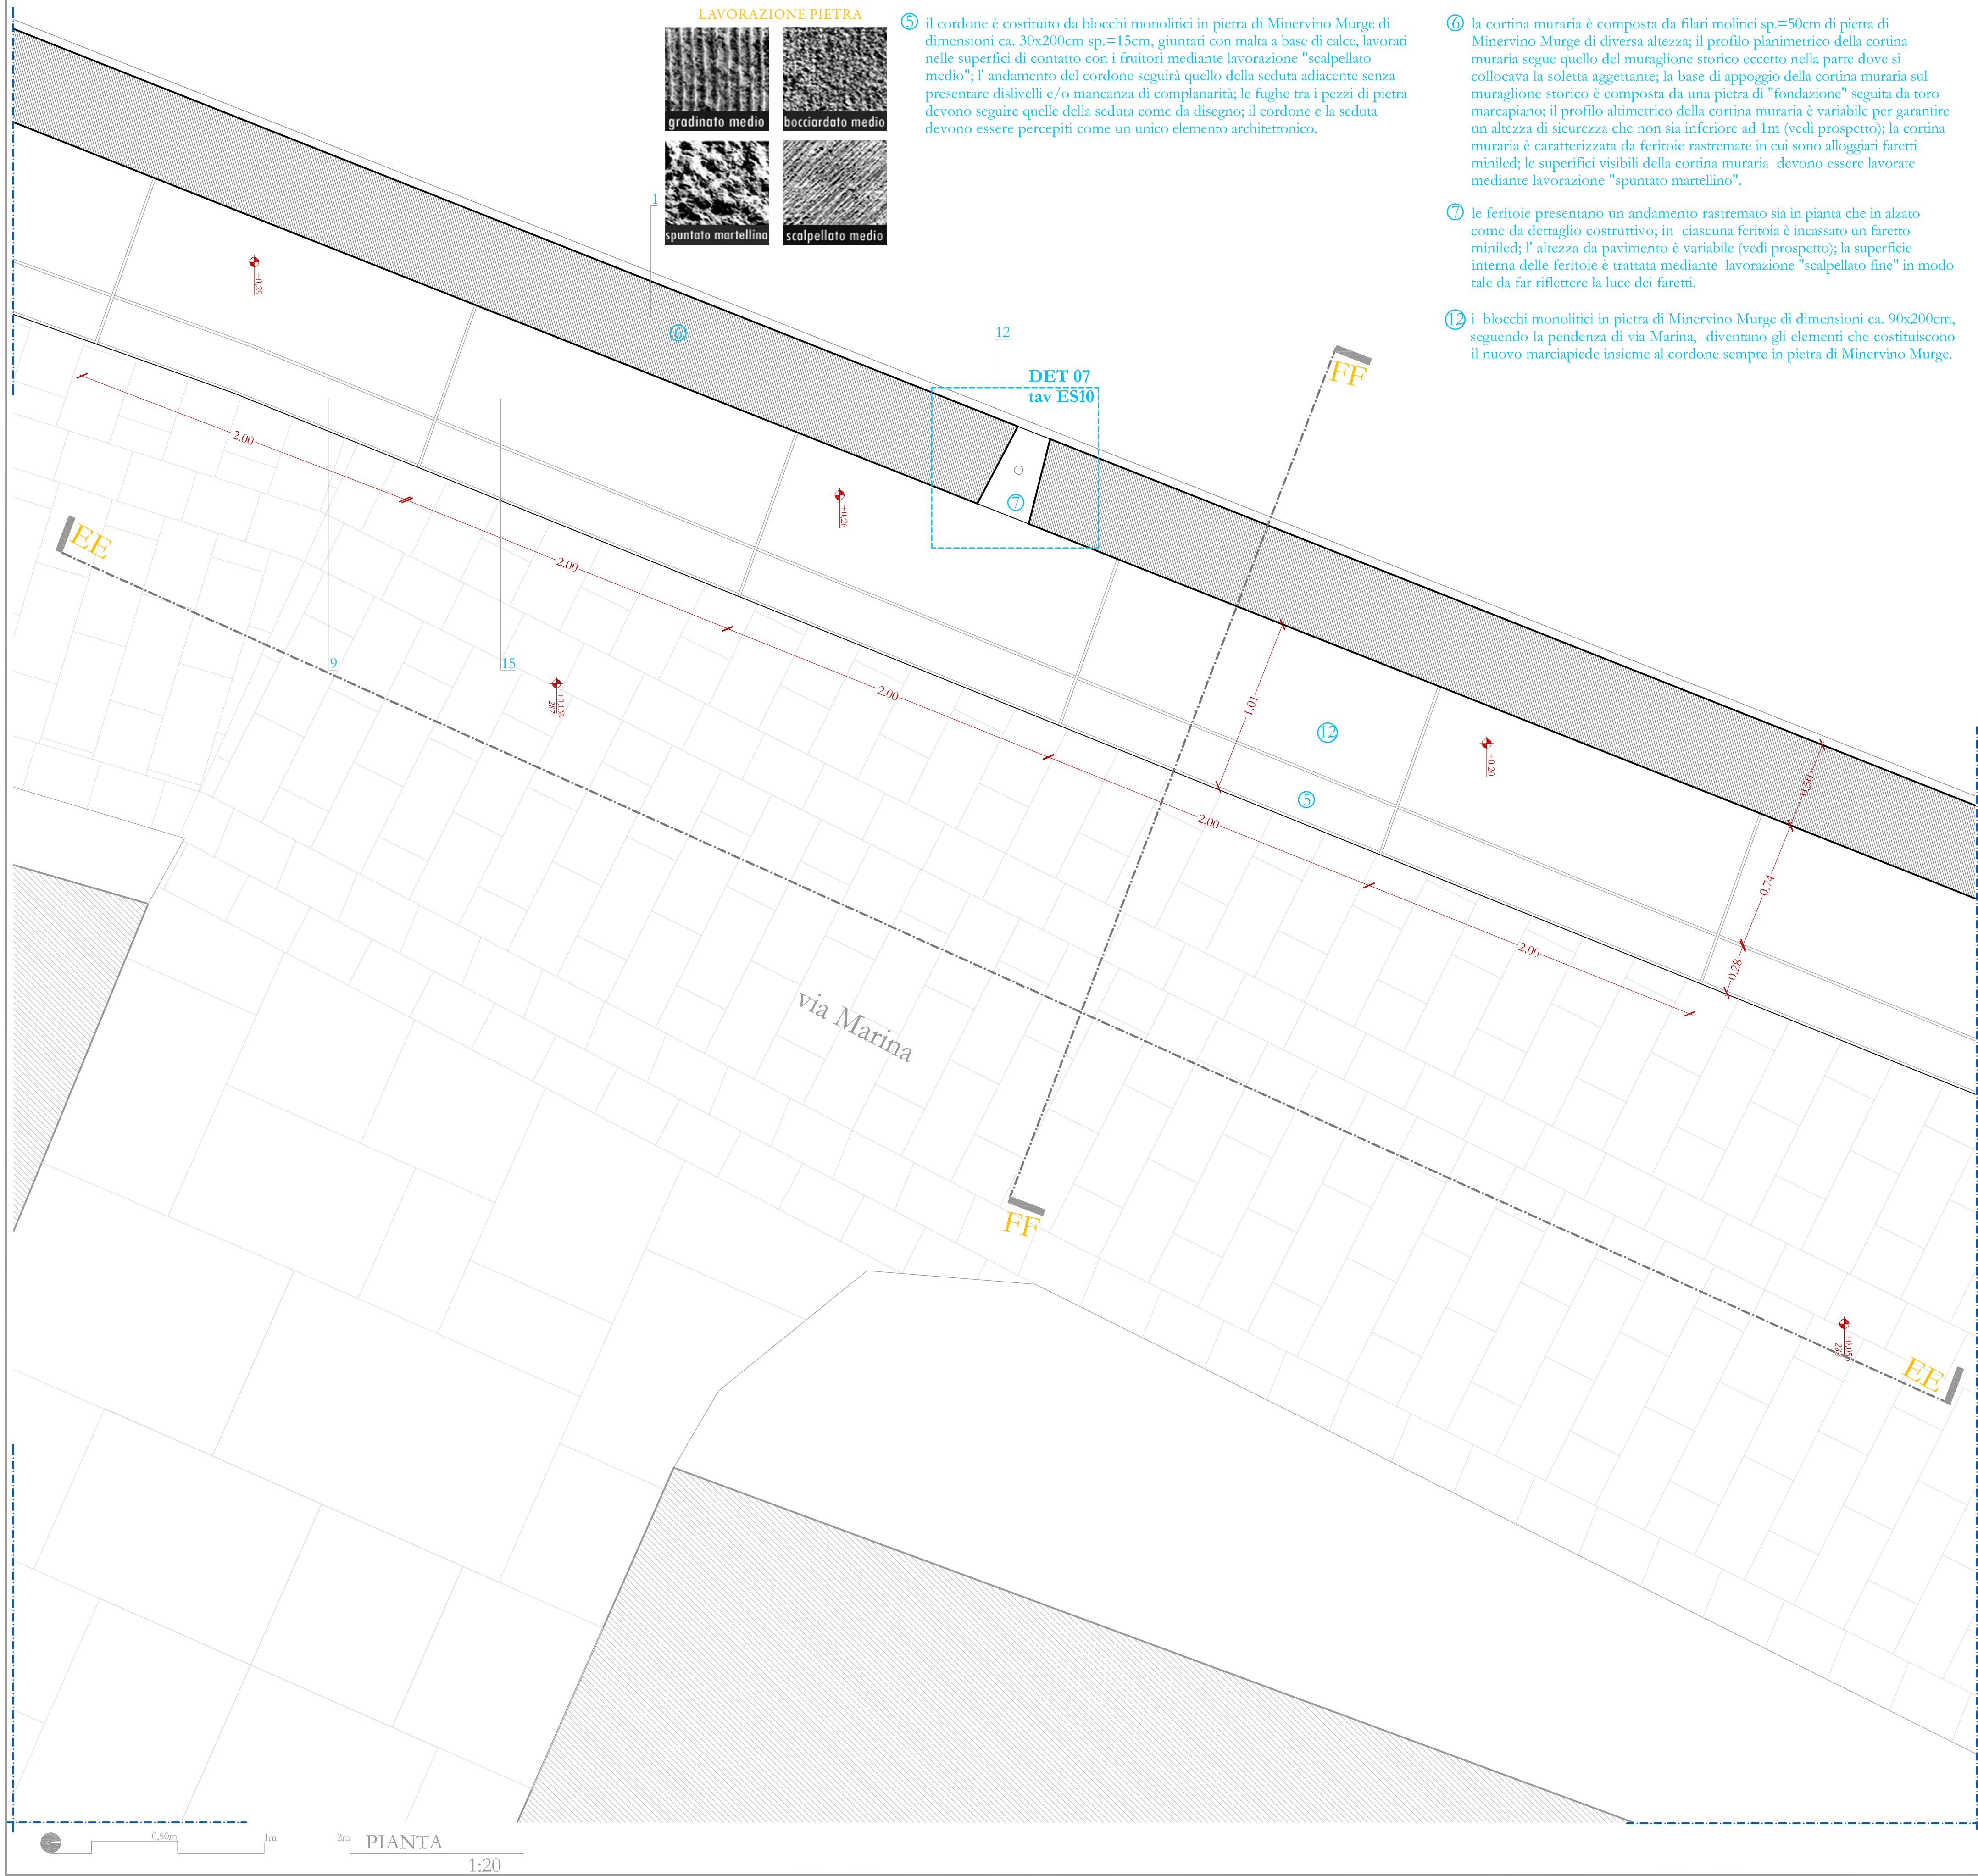 LAVORAZIONE PIETRA
gradinato medio
bocciardato medio
spuntato martellina
scalpellato medio
5 il cordone è costituito da blocchi monolitici in pietra di Minervino Murge di
dimensioni ca. 30x200cm sp.=15cm, giuntati con malta a base di calce, lavorati
nelle superfici di contatto con i fruitori mediante lavorazione "scalpellato
medio"; l' andamento del cordone seguirà quello della seduta adiacente senza
presentare dislivelli e/o mancanza di complanarità; le fughe tra i pezzi di pietra
devono seguire quelle della seduta come da disegno; il cordone e la seduta
devono essere percepiti come un unico elemento architettonico.
6 la cortina muraria è composta da filari molitici sp.=50cm di pietra di
Minervino Murge di diversa altezza; il profilo planimetrico della cortina
muraria segue quello del muraglione storico eccetto nella parte dove si
collocava la soletta aggettante; la base di appoggio della cortina muraria sul
muraglione storico è composta da una pietra di "fondazione" seguita da toro
marcapiano; il profilo altimetrico della cortina muraria è variabile per garantire
un altezza di sicurezza che non sia inferiore ad 1m (vedi prospetto); la cortina
muraria è caratterizzata da feritoie rastremate in cui sono alloggiati faretti
miniled; le superifici visibili della cortina muraria devono essere lavorate
mediante lavorazione "spuntato martellino".
7 le feritoie presentano un andamento rastremato sia in pianta che in alzato
come da dettaglio costruttivo; in ciascuna feritoia è incassato un faretto
miniled; l' altezza da pavimento è variabile (vedi prospetto); la superficie
interna delle feritoie è trattata mediante lavorazione "scalpellato fine" in modo
tale da far riflettere la luce dei faretti.
12 i blocchi monolitici in pietra di Minervino Murge di dimensioni ca. 90x200cm,
seguendo la pendenza di via Marina, diventano gli elementi che costituiscono
il nuovo marciapiede insieme al cordone sempre in pietra di Minervino Murge.
1
+0.29
6
12
DET 07
tav ES10
FF
2.00
7
+0.26
EE
2.00
9
15
+0.138
287
2.00
1.01
12
+0.20
5
2.00
0.50
0.74
0.28
2.00
via Marina
FF
EE
0,50m
1m
2m
PIANTA
1:20